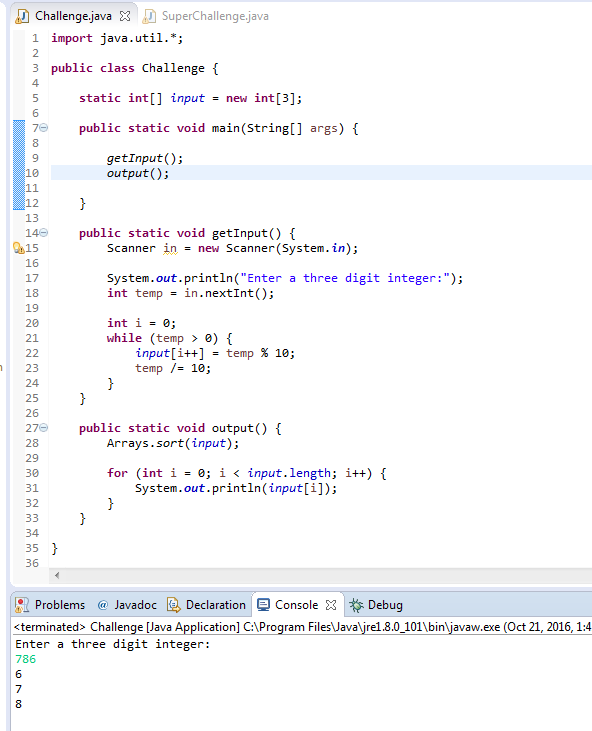 Challenge.java SuperChallenge.java
1 import java.util.*;
2
3 public class Challenge {
4
5 static int[] input = new int[3];
6
7 public static void main(String[] args) {
8
9 getInput();
10 output();
11
12 }
13
14 public static void getInput() {
15 Scanner in = new Scanner(System.in);
16
17 System.out.println("Enter a three digit integer:");
18 int temp = in.nextInt();
19
20 int i = 0;
21 while (temp > 0) {
22 input[i++] = temp % 10;
23 temp /= 10;
24 }
25 }
26
27 public static void output() {
28 Arrays.sort(input);
29
30 for (int i = 0; i < input.length; i++) {
31 System.out.println(input[i]);
32 }
33 }
34
35 }
36
Problems @ Javadoc Declaration Console Debug
<terminated> Challenge [Java Application] C:\Program Files\Java\jre1.8.0_101\bin\javaw.exe (Oct 21, 2016, 1:4
Enter a three digit integer:
786
6
7
8